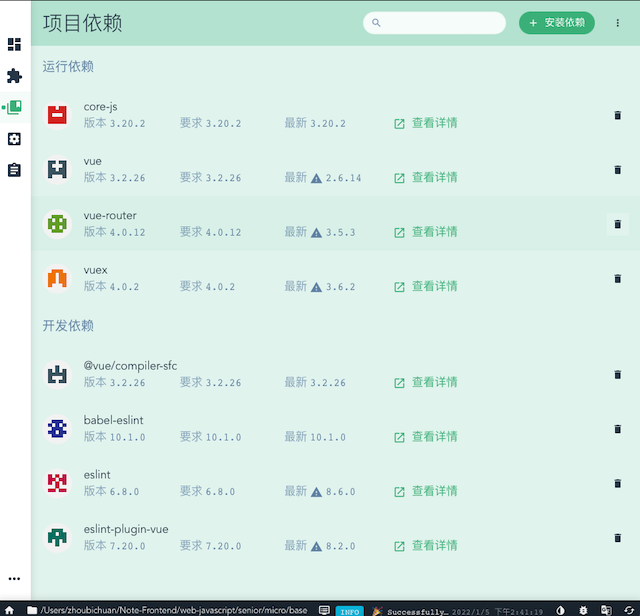 项目依赖
安装依赖
运行依赖
core-js
版本 3.20.2 要求 3.20.2 最新 3.20.2 查看详情
vue
版本 3.2.26 要求 3.2.26 最新 2.6.14 查看详情
vue-router
版本 4.0.12 要求 4.0.12 最新 3.5.3 查看详情
vuex
版本 4.0.2 要求 4.0.2 最新 3.6.2 查看详情
开发依赖
@vue/compiler-sfc
版本 3.2.26 要求 3.2.26 最新 3.2.26 查看详情
babel-eslint
版本 10.1.0 要求 10.1.0 最新 10.1.0 查看详情
eslint
版本 6.8.0 要求 6.8.0 最新 8.6.0 查看详情
eslint-plugin-vue
版本 7.20.0 要求 7.20.0 最新 8.2.0 查看详情
/Users/zhoubichuan/Note-Frontend/web-javascript/senior/micro/base INFO Successfully… 2022/1/5 下午2:41:19